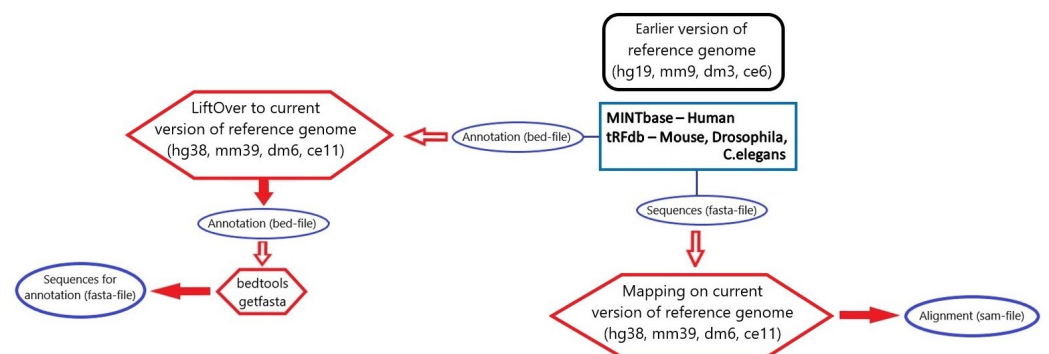 Earlier version of
reference genome
(hg19, mm9, dm3, ce6)
MINTbase – Human
tRFdb – Mouse, Drosophila,
C.elegans
Annotation (bed-file)
LiftOver to current
version of reference genome
(hg38, mm39, dm6, ce11)
Annotation (bed-file)
bedtools
getfasta
Sequences for
annotation (fasta-file)
Sequences (fasta-file)
Mapping on current
version of reference genome
(hg38, mm39, dm6, ce11)
Alignment (sam-file)